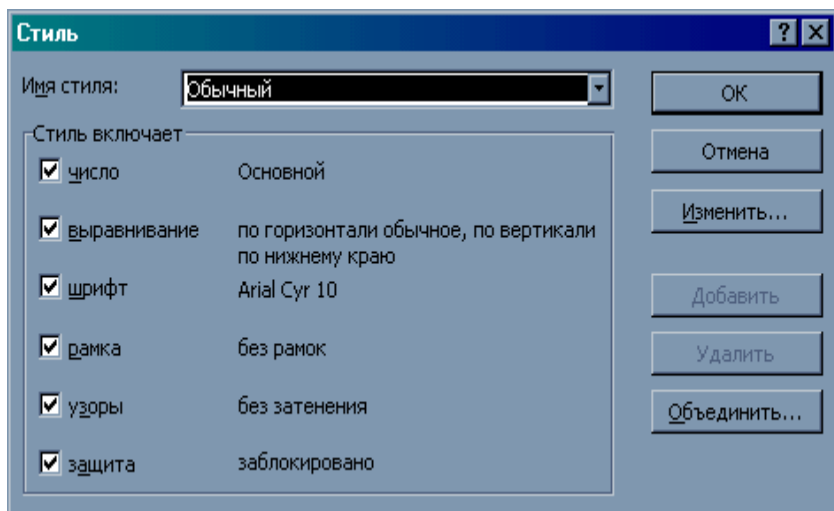 Стиль
Имя стиля: Обычный
ОК
Стиль включает
Отмена
число Основной
Изменить...
выравнивание по горизонтали обычное, по вертикали
по нижнему краю
шрифт Arial Cyr 10
Добавить
рамка без рамок
Удалить
узоры без затенения
Объединить...
защита заблокировано